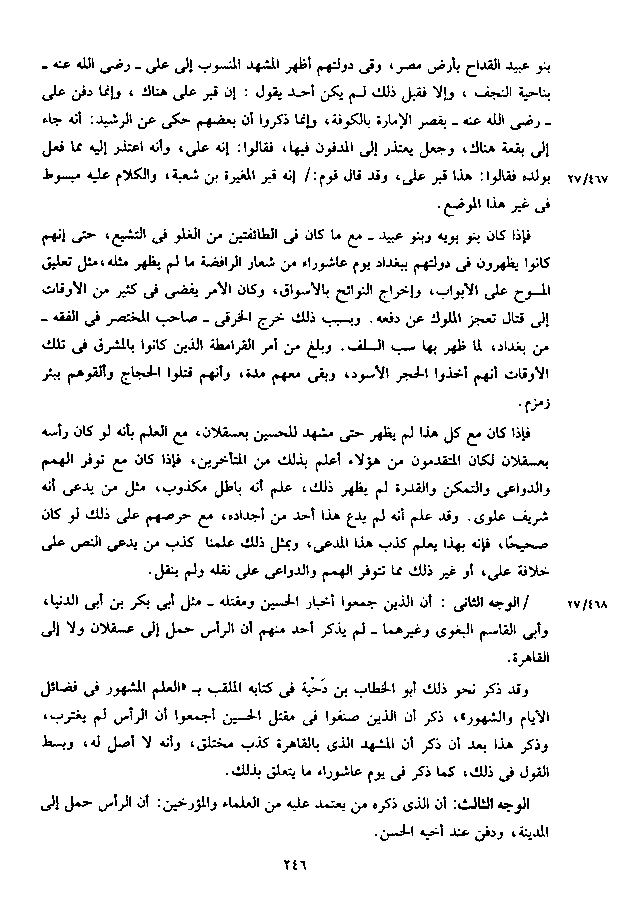 بنو عبيد القداح بأرض مصر، وفى دولتهم أظهر المشهد المنسوب إلى على ـ رضى الله عنه ـ
بناحية النجف ، وإلا فقبل ذلك لم يكن أحد يقول : إن قبر على هناك ، وإنما دفن على
ـ رضى الله عنه ـ بقصر الإمارة بالكوفة، وإنما ذكروا أن بعضهم حكى عن الرشيد: أنه جاء
إلى بقعة هناك، وجعل يعتذر إلى المدفون فيها، فقالوا: إنه على، وأنه اعتذر إليه مما فعل
٢٧/٤٦٧ بولده فقالوا: هذا قبر على، وقد قال قوم:/ إنه قبر المغيرة بن شعبة، والكلام عليه مبسوط
فى غير هذا الموضع.
فإذا كان بنو بويه وبنو عبيد ـ مع ما كان فى الطائفتين من الغلو فى التشيع، حتى إنهم
كانوا يظهرون فى دولتهم ببغداد يوم عاشوراء من شعار الرافضة ما لم يظهر مثله،مثل تعليق
المسوح على الأبواب، وإخراج النوائح بالأسواق، وكان الأمر يفضى فى كثير من الأوقات
إلى قتال تعجز الملوك عن دفعه. وبسبب ذلك خرج الخرقى ـ صاحب المختصر فى الفقه ـ
من بغداد، لما ظهر بها سب السلف. وبلغ من أمر القرامطة الذين كانوا بالمشرق فى تلك
الأوقات أنهم أخذوا الحجر الأسود، وبقى معهم مدة، وأنهم قتلوا الحجاج وألقوهم ببئر
زمزم.
فإذا كان مع كل هذا لم يظهر حتى مشهد للحسين بعسقلان، مع العلم بأنه لو كان رأسه
بعسقلان لكان المتقدمون من هؤلاء أعلم بذلك من المتأخرين، فإذا كان مع توفر الهمم
والدواعى والتمكن والقدرة لم يظهر ذلك، علم أنه باطل مكذوب، مثل من يدعى أنه
شريف علوى. وقد علم أنه لم يدع هذا أحد من أجداده، مع حرصهم على ذلك لو كان
صحيحًا، فإنه بهذا يعلم كذب هذا المدعى، وبمثل ذلك علمنا كذب من يدعى النص على
خلافة على، أو غير ذلك مما تتوفر الهمم والدواعى على نقله ولم ينقل.
٢٧/٤٦٨ / الوجه الثانى : أن الذين جمعوا أخبار الحسين ومقتله ـ مثل أبى بكر بن أبى الدنيا،
وأبى القاسم البغوى وغيرهما ـ لم يذكر أحد منهم أن الرأس حمل إلى عسقلان ولا إلى
القاهرة.
وقد ذكر نحو ذلك أبو الخطاب بن دَحْية فى كتابه الملقب بـ «العلم المشهور فى فضائل
الأيام والشهور»، ذكر أن الذين صنفوا فى مقتل الحسين أجمعوا أن الرأس لم يغترب،
وذكر هذا بعد أن ذكر أن المشهد الذى بالقاهرة كذب مختلق، وأنه لا أصل له، وبسط
القول فى ذلك، كما ذكر فى يوم عاشوراء ما يتعلق بذلك.
الوجه الثالث: أن الذى ذكره من يعتمد عليه من العلماء والمؤرخين: أن الرأس حمل إلى
المدينة، ودفن عند أخيه الحسن.
٢٤٦